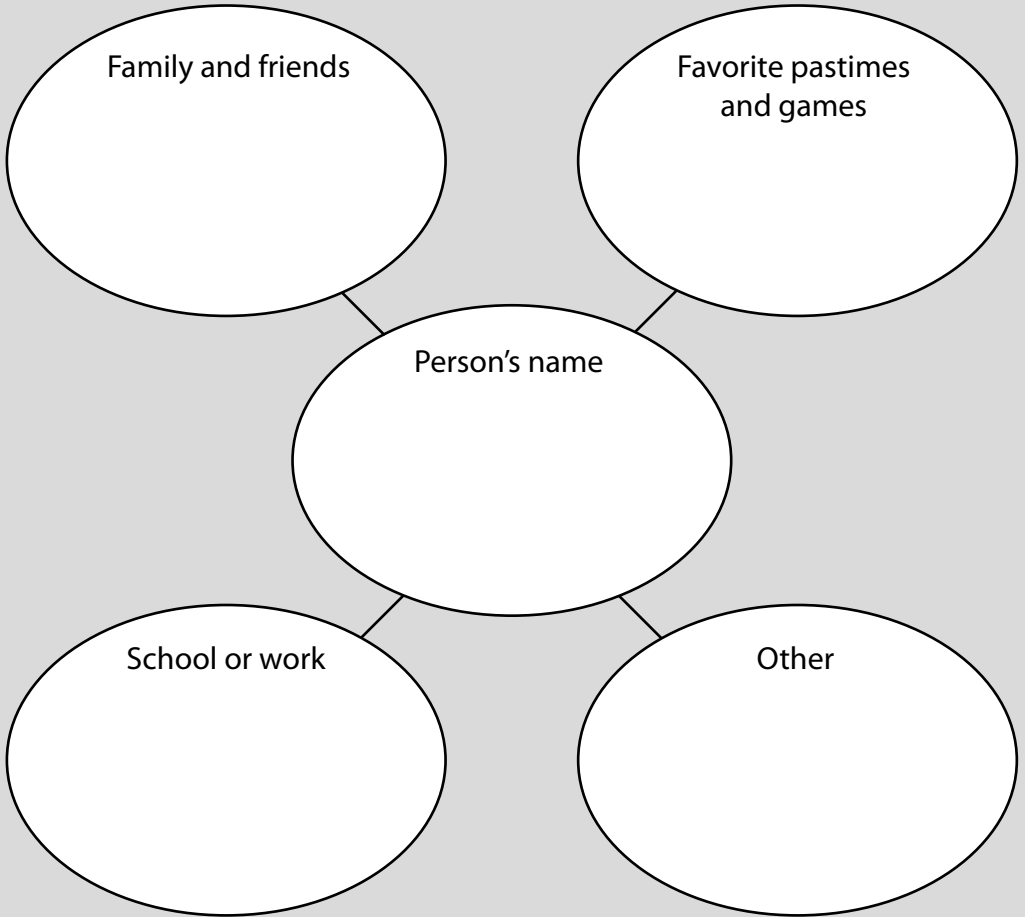 Family and friends
Favorite pastimes
and games
Person’s name
School or work
Other